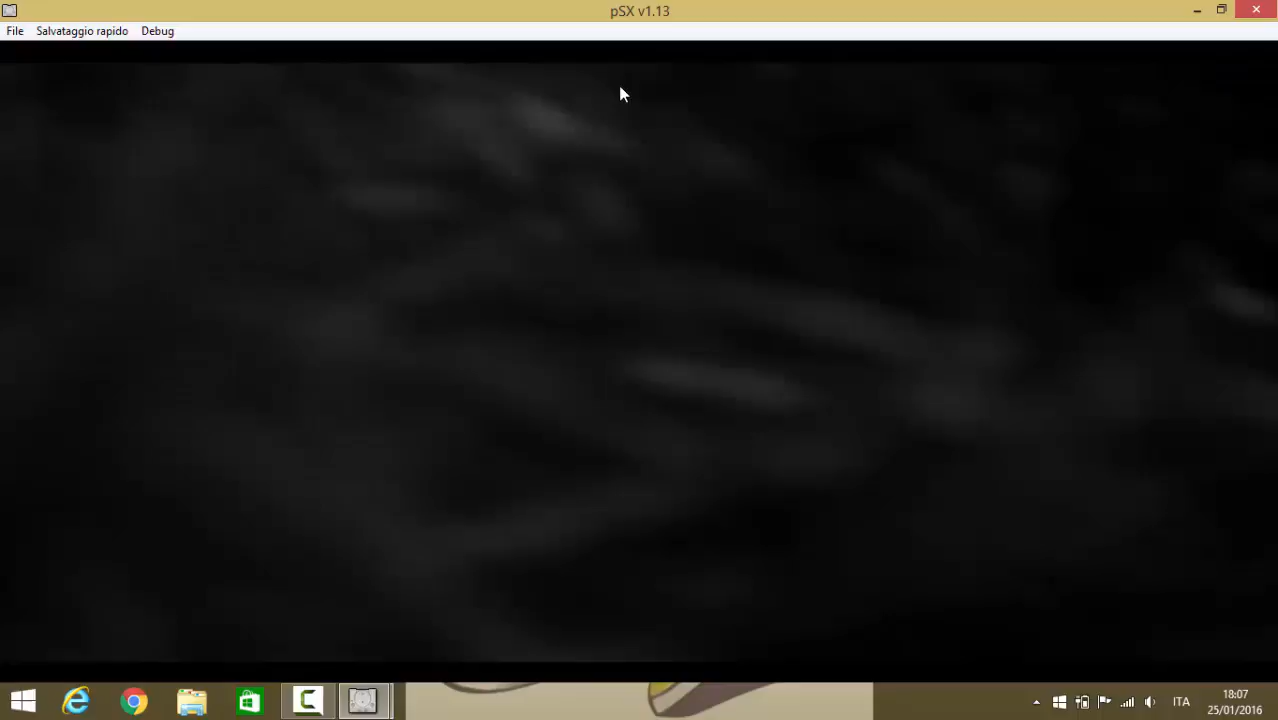 pSX v1.13
File Salvataggio rapido Debug
ITA
18:07
25/01/2016